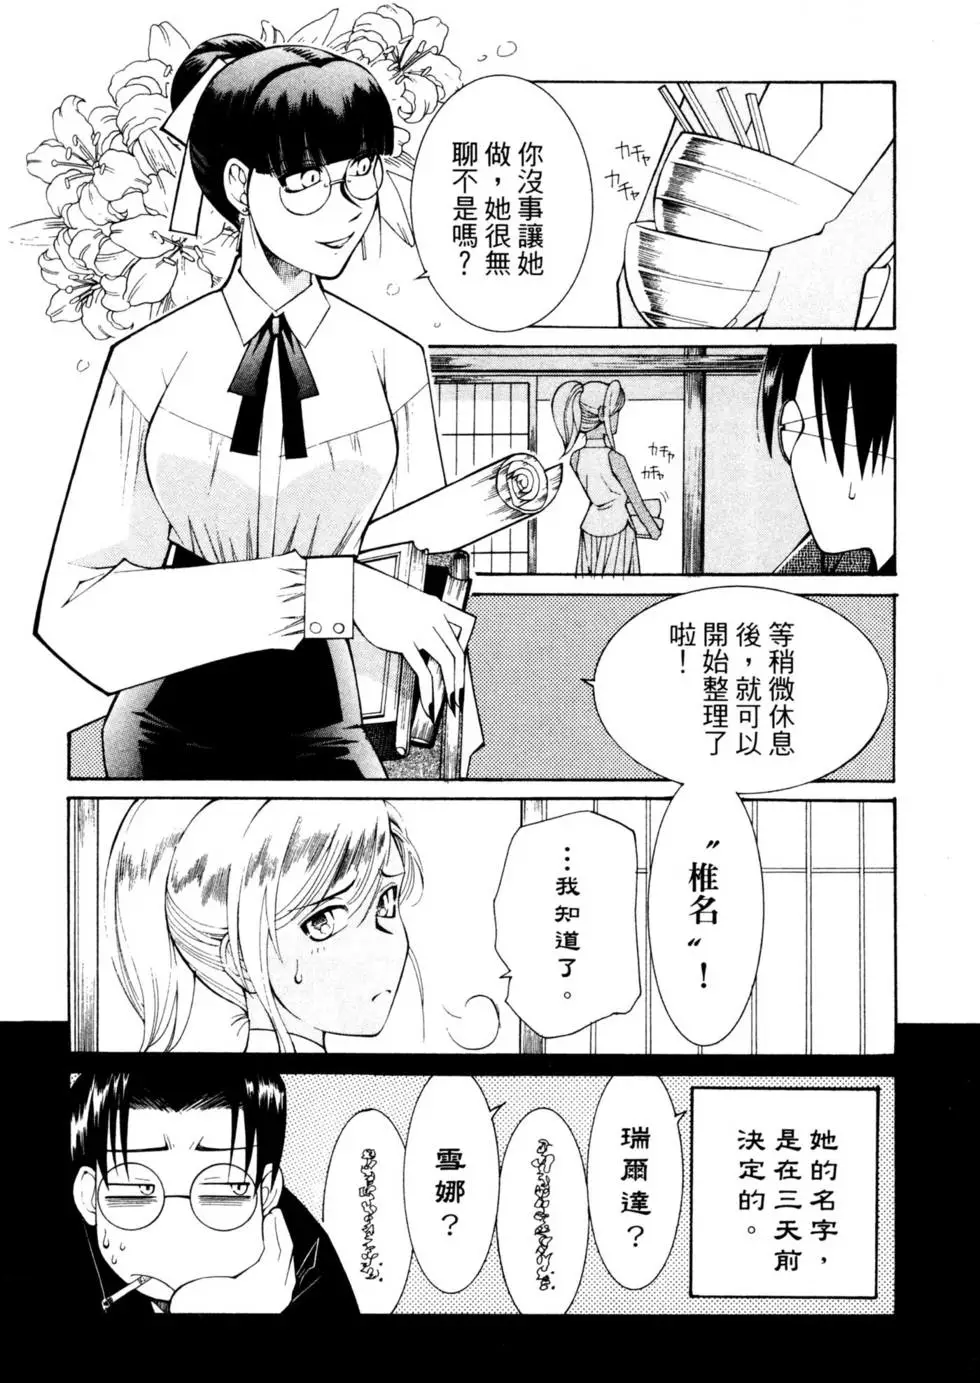 你沒事讓她
做，她很無
聊不是嗎？
カチャ
カチャ
カチャ
カチャ
等稍微休息
後，就可以
開始整理了
啦！
〝椎名〞！
…我知道了。
她的名字，
是在三天前
決定的。
瑞爾達？
雪娜？